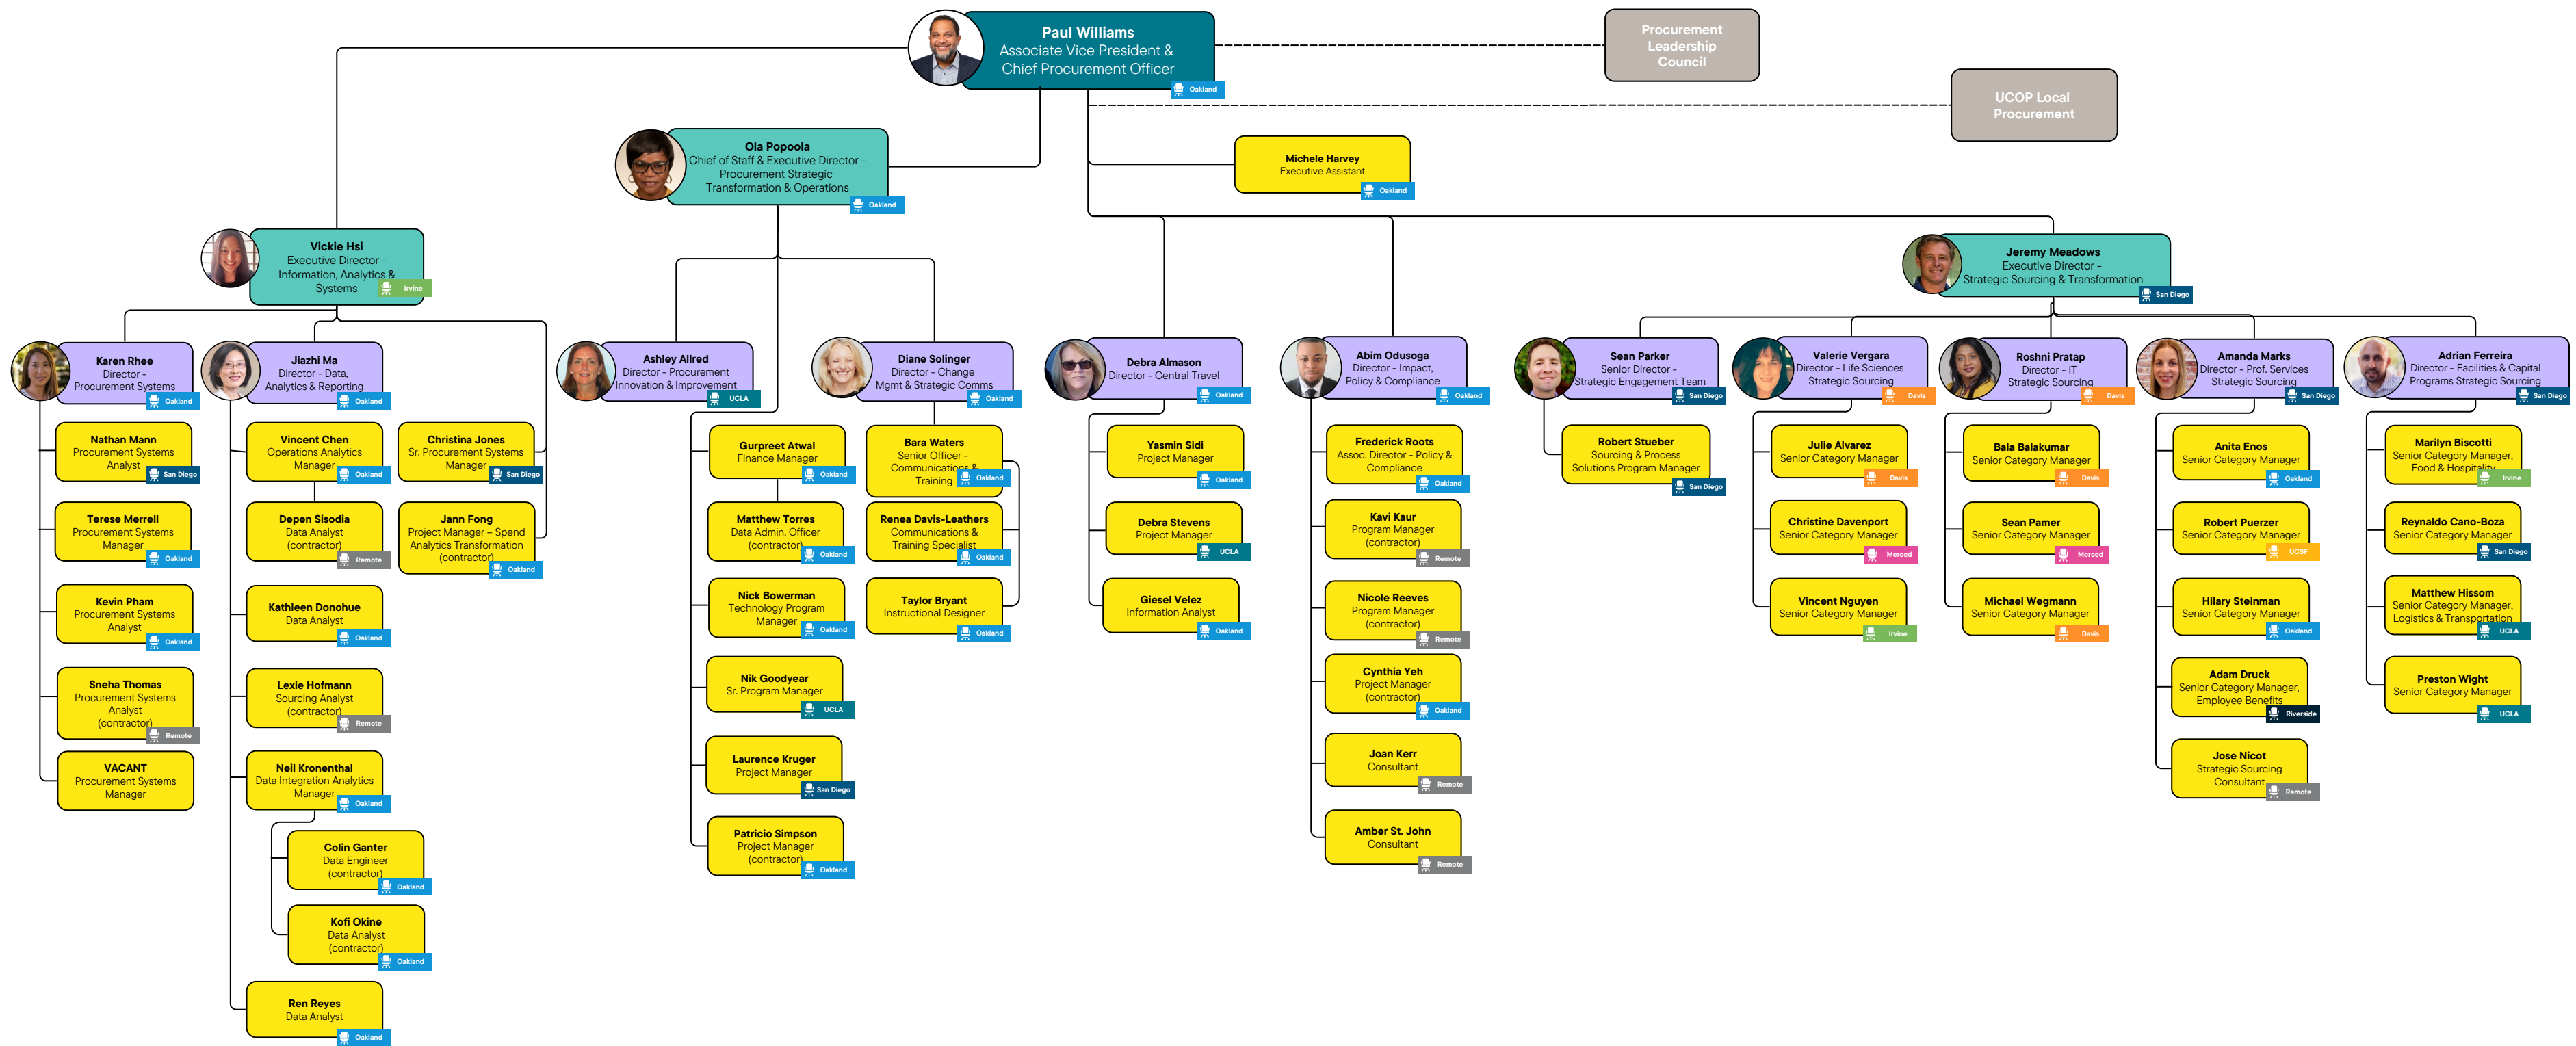 Paul Williams
Associate Vice President &
Chief Procurement Officer
Oakland
Procurement
Leadership
Council
UCOP Local
Procurement
Ola Popoola
Chief of Staff & Executive Director -
Procurement Strategic
Transformation & Operations
Oakland
Michele Harvey
Executive Assistant
Oakland
Vickie Hsi
Executive Director -
Information, Analytics &
Systems
Irvine
Jeremy Meadows
Executive Director -
Strategic Sourcing & Transformation
San Diego
Karen Rhee
Director -
Procurement Systems
Oakland
Nathan Mann
Procurement Systems
Analyst
San Diego
Terese Merrell
Procurement Systems
Manager
Oakland
Kevin Pham
Procurement Systems
Analyst
Oakland
Sneha Thomas
Procurement Systems
Analyst
(contractor)
Remote
VACANT
Procurement Systems
Manager
Jiazhi Ma
Director - Data,
Analytics & Reporting
Oakland
Vincent Chen
Operations Analytics
Manager
Oakland
Depen Sisodia
Data Analyst
(contractor)
Remote
Kathleen Donohue
Data Analyst
Oakland
Lexie Hofmann
Sourcing Analyst
(contractor)
Remote
Neil Kronenthal
Data Integration Analytics
Manager
Oakland
Colin Ganter
Data Engineer
(contractor)
Oakland
Kofi Okine
Data Analyst
(contractor)
Oakland
Ren Reyes
Data Analyst
Oakland
Christina Jones
Sr. Procurement Systems
Manager
San Diego
Jann Fong
Project Manager – Spend
Analytics Transformation
(contractor)
Oakland
Ashley Allred
Director - Procurement
Innovation & Improvement
UCLA
Gurpreet Atwal
Finance Manager
Oakland
Matthew Torres
Data Admin. Officer
(contractor)
Oakland
Nick Bowerman
Technology Program
Manager
Oakland
Nik Goodyear
Sr. Program Manager
UCLA
Laurence Kruger
Project Manager
San Diego
Patricio Simpson
Project Manager
(contractor)
Oakland
Diane Solinger
Director - Change
Mgmt & Strategic Comms
Oakland
Bara Waters
Senior Officer -
Communications &
Training
Oakland
Renea Davis-Leathers
Communications &
Training Specialist
Oakland
Taylor Bryant
Instructional Designer
Oakland
Debra Almason
Director - Central Travel
Oakland
Yasmin Sidi
Project Manager
Oakland
Debra Stevens
Project Manager
UCLA
Giesel Velez
Information Analyst
Oakland
Abim Odusoga
Director - Impact,
Policy & Compliance
Oakland
Frederick Roots
Assoc. Director - Policy &
Compliance
Oakland
Kavi Kaur
Program Manager
(contractor)
Remote
Nicole Reeves
Program Manager
(contractor)
Remote
Cynthia Yeh
Project Manager
(contractor)
Oakland
Joan Kerr
Consultant
Remote
Amber St. John
Consultant
Remote
Sean Parker
Senior Director -
Strategic Engagement Team
San Diego
Robert Stueber
Sourcing & Process
Solutions Program Manager
San Diego
Valerie Vergara
Director - Life Sciences
Strategic Sourcing
Davis
Julie Alvarez
Senior Category Manager
Davis
Christine Davenport
Senior Category Manager
Merced
Vincent Nguyen
Senior Category Manager
Irvine
Roshni Pratap
Director - IT
Strategic Sourcing
Davis
Bala Balakumar
Senior Category Manager
Davis
Sean Pamer
Senior Category Manager
Merced
Michael Wegmann
Senior Category Manager
Davis
Amanda Marks
Director - Prof. Services
Strategic Sourcing
San Diego
Anita Enos
Senior Category Manager
Oakland
Robert Puerzer
Senior Category Manager
UCSF
Hilary Steinman
Senior Category Manager
Oakland
Adam Druck
Senior Category Manager,
Employee Benefits
Riverside
Jose Nicot
Strategic Sourcing
Consultant
Remote
Adrian Ferreira
Director - Facilities & Capital
Programs Strategic Sourcing
San Diego
Marilyn Biscotti
Senior Category Manager,
Food & Hospitality
Irvine
Reynaldo Cano-Boza
Senior Category Manager
San Diego
Matthew Hissom
Senior Category Manager,
Logistics & Transportation
UCLA
Preston Wight
Senior Category Manager
UCLA